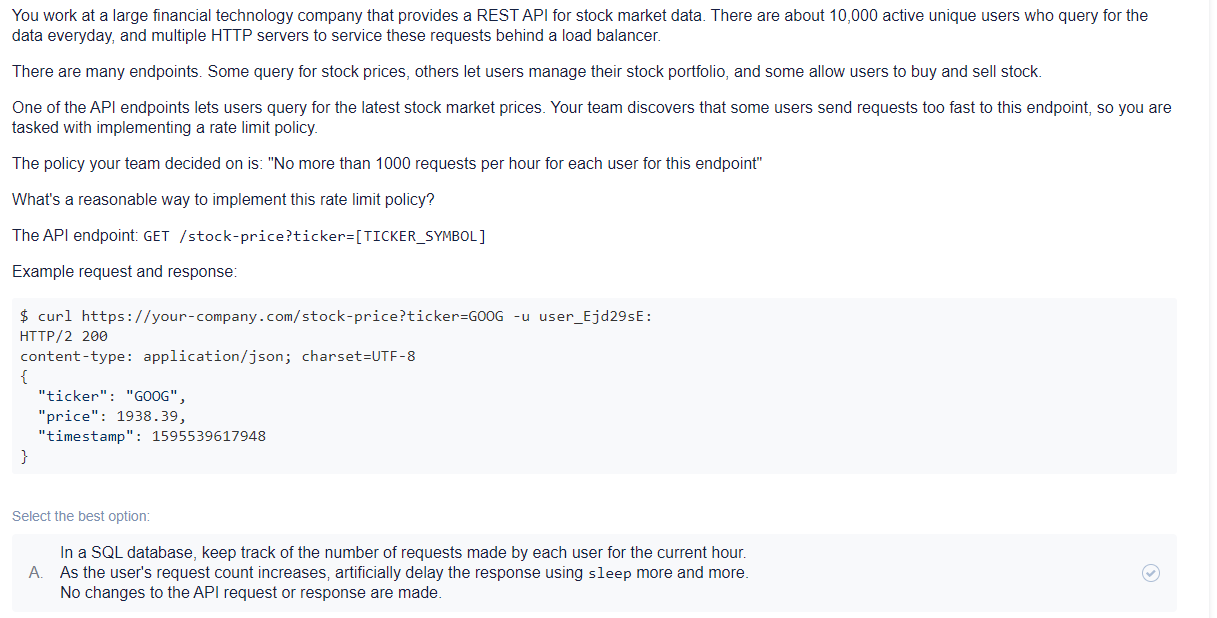 You work at a large financial technology company that provides a REST API for stock market data. There are about 10,000 active unique users who query for the
data everyday, and multiple HTTP servers to service these requests behind a load balancer.
There are many endpoints. Some query for stock prices, others let users manage their stock portfolio, and some allow users to buy and sell stock.
One of the API endpoints lets users query for the latest stock market prices. Your team discovers that some users send requests too fast to this endpoint, so you are
tasked with implementing a rate limit policy.
The policy your team decided on is: "No more than 1000 requests per hour for each user for this endpoint"
What's a reasonable way to implement this rate limit policy?
The API endpoint: GET /stock-price?ticker=[TICKER_SYMBOL]
Example request and response:
$ curl https://your-company.com/stock-price?ticker=GOOG -u user_Ejd29sE:
HTTP/2 200
content-type: application/json; charset=UTF-8
{
  "ticker": "GOOG",
  "price": 1938.39,
  "timestamp": 1595539617948
}
Select the best option:
In a SQL database, keep track of the number of requests made by each user for the current hour.
A. As the user's request count increases, artificially delay the response using sleep more and more.
No changes to the API request or response are made.